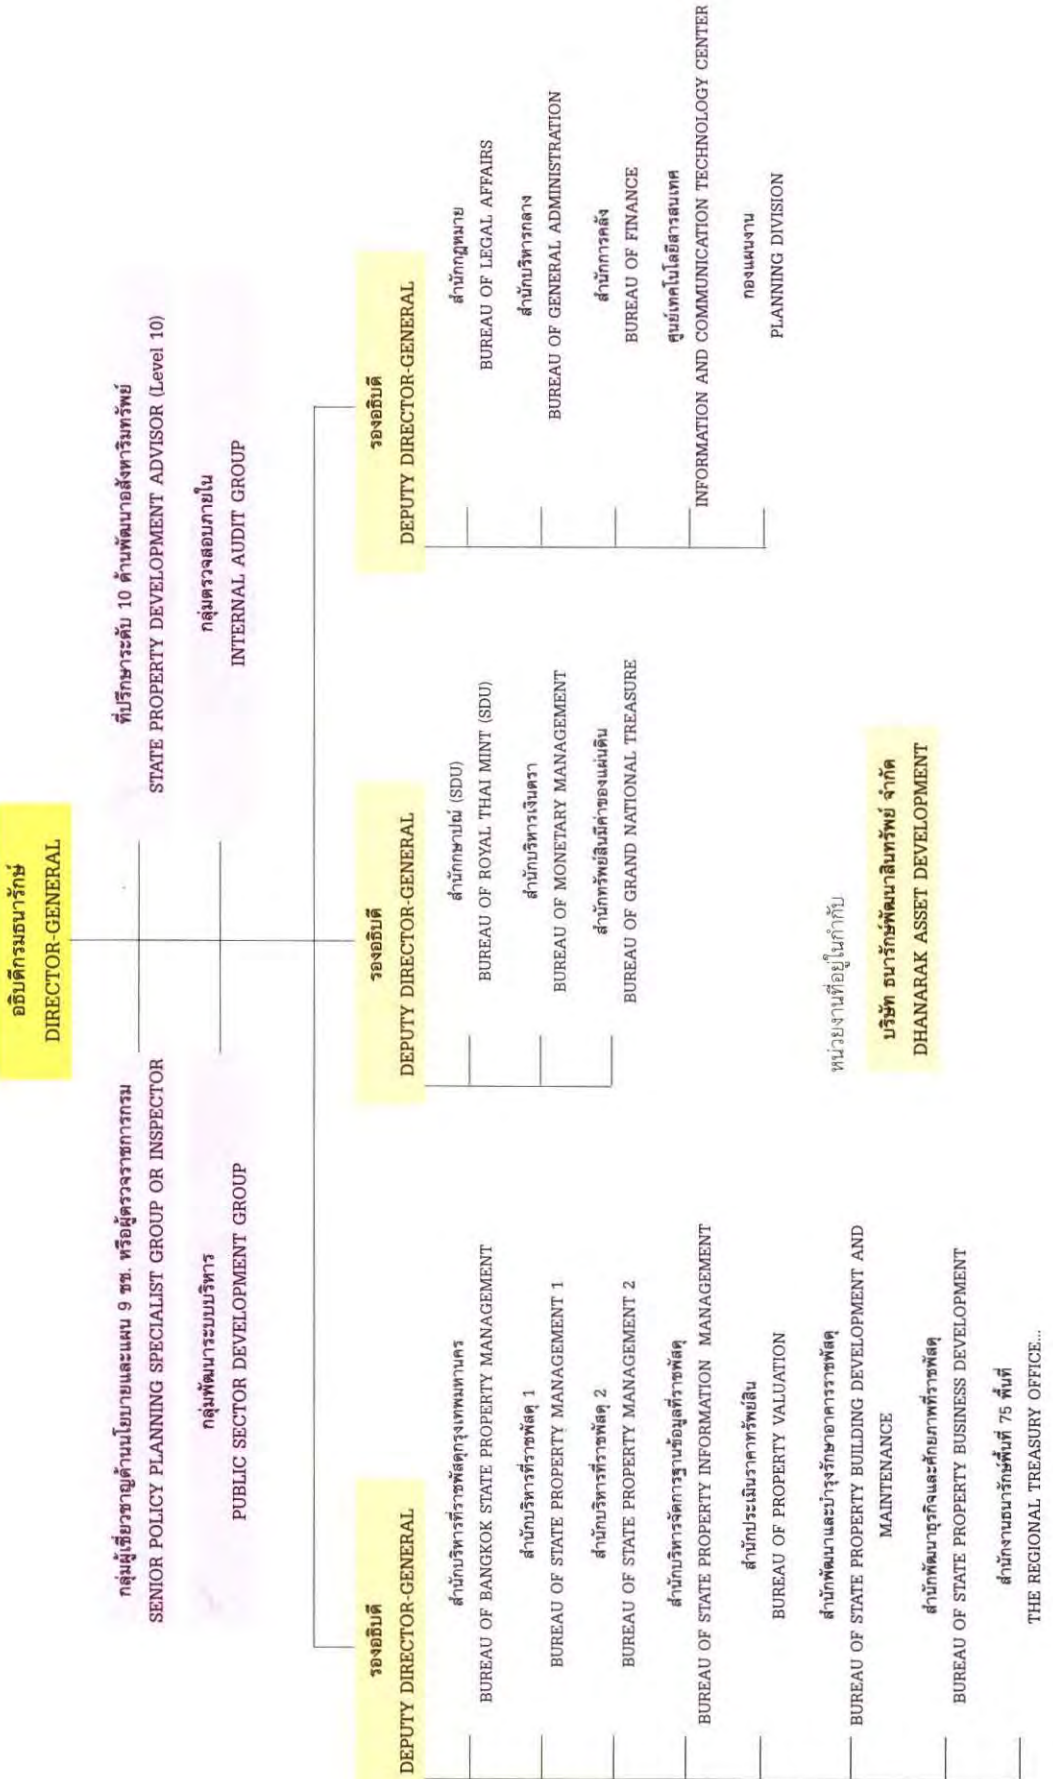 อธิบดีกรมธนารักษ์
DIRECTOR-GENERAL
กลุ่มผู้เชี่ยวชาญด้านนโยบายและแผน 9 ชช. หรือผู้ตรวจราชการกรม
SENIOR POLICY PLANNING SPECIALIST GROUP OR INSPECTOR
ที่ปรึกษาระดับ 10 ด้านพัฒนาอสังหาริมทรัพย์
STATE PROPERTY DEVELOPMENT ADVISOR (Level 10)
กลุ่มพัฒนาระบบบริหาร
PUBLIC SECTOR DEVELOPMENT GROUP
กลุ่มตรวจสอบภายใน
INTERNAL AUDIT GROUP
รองอธิบดี
DEPUTY DIRECTOR-GENERAL
สำนักบริหารที่ราชพัสดุกรุงเทพมหานคร
BUREAU OF BANGKOK STATE PROPERTY MANAGEMENT
สำนักบริหารที่ราชพัสดุ 1
BUREAU OF STATE PROPERTY MANAGEMENT 1
สำนักบริหารที่ราชพัสดุ 2
BUREAU OF STATE PROPERTY MANAGEMENT 2
สำนักบริหารจัดการฐานข้อมูลที่ราชพัสดุ
BUREAU OF STATE PROPERTY INFORMATION MANAGEMENT
สำนักประเมินราคาทรัพย์สิน
BUREAU OF PROPERTY VALUATION
สำนักพัฒนาและบำรุงรักษาอาคารราชพัสดุ
BUREAU OF STATE PROPERTY BUILDING DEVELOPMENT AND
MAINTENANCE
สำนักพัฒนาธุรกิจและศักยภาพที่ราชพัสดุ
BUREAU OF STATE PROPERTY BUSINESS DEVELOPMENT
สำนักงานธนารักษ์พื้นที่ 75 พื้นที่
THE REGIONAL TREASURY OFFICE...
รองอธิบดี
DEPUTY DIRECTOR-GENERAL
สำนักกษาปณ์ (SDU)
BUREAU OF ROYAL THAI MINT (SDU)
สำนักบริหารเงินตรา
BUREAU OF MONETARY MANAGEMENT
สำนักทรัพย์สินมีค่าของแผ่นดิน
BUREAU OF GRAND NATIONAL TREASURE
หน่วยงานที่อยู่ในกำกับ
บริษัท ธนารักษ์พัฒนาสินทรัพย์ จำกัด
DHANARAK ASSET DEVELOPMENT
รองอธิบดี
DEPUTY DIRECTOR-GENERAL
สำนักกฎหมาย
BUREAU OF LEGAL AFFAIRS
สำนักบริหารกลาง
BUREAU OF GENERAL ADMINISTRATION
สำนักการคลัง
BUREAU OF FINANCE
ศูนย์เทคโนโลยีสารสนเทศ
INFORMATION AND COMMUNICATION TECHNOLOGY CENTER
กองแผนงาน
PLANNING DIVISION